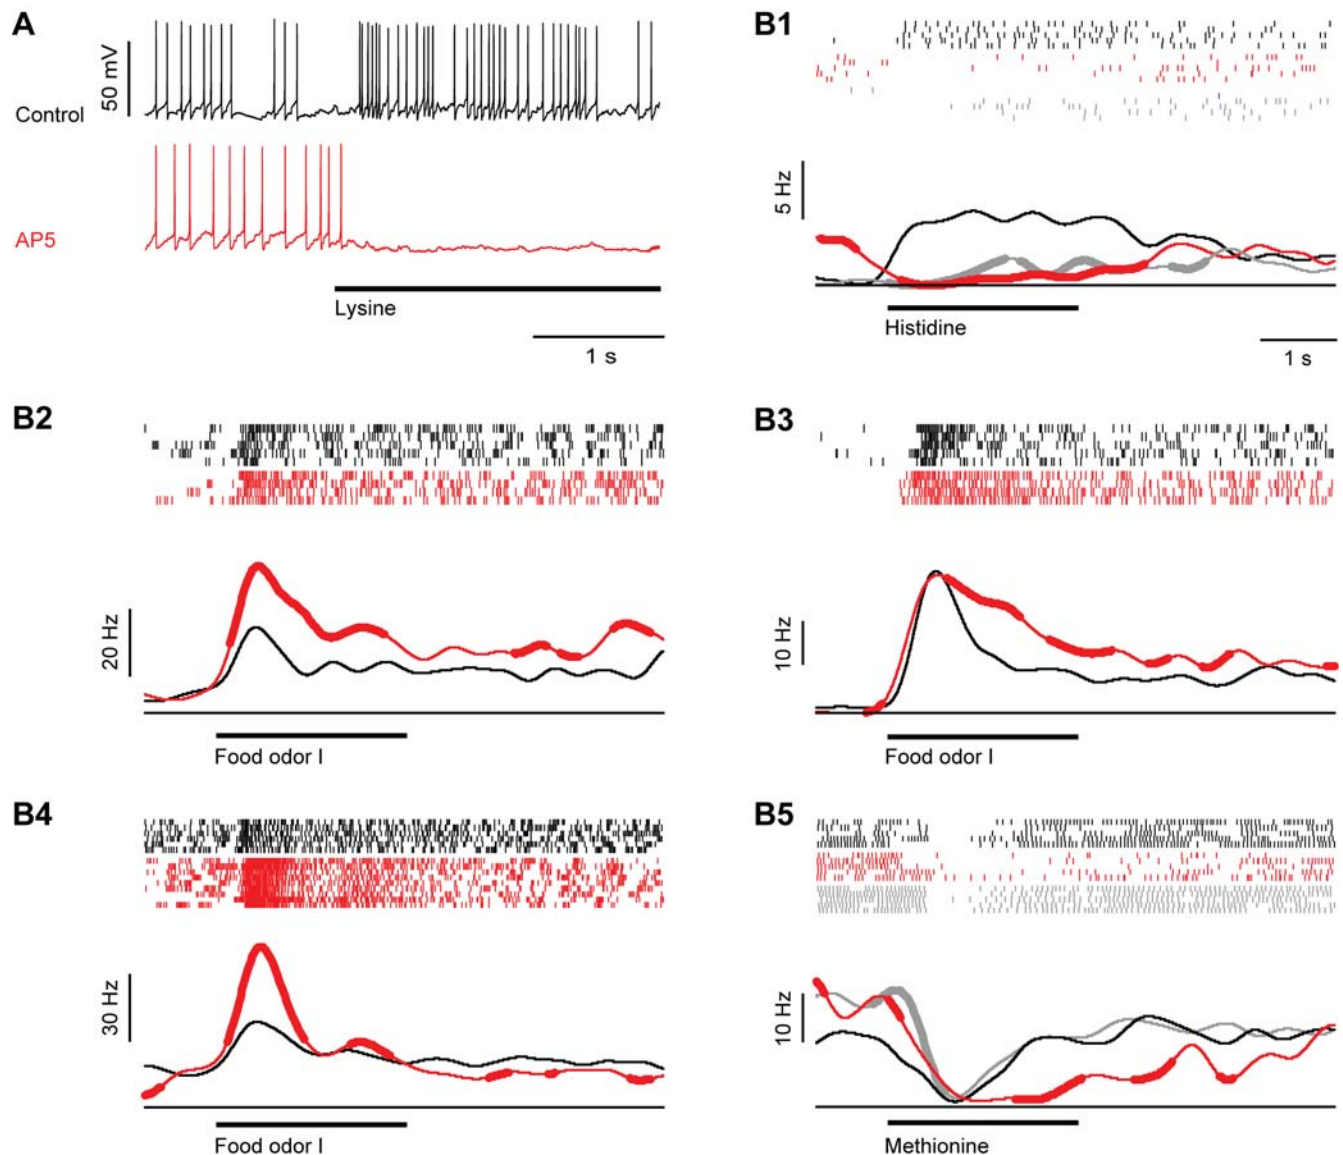 A
50 mV
Control
AP5
Lysine
1 s
B1
5 Hz
Histidine
1 s
B2
20 Hz
Food odor I
B3
10 Hz
Food odor I
B4
30 Hz
Food odor I
B5
10 Hz
Methionine